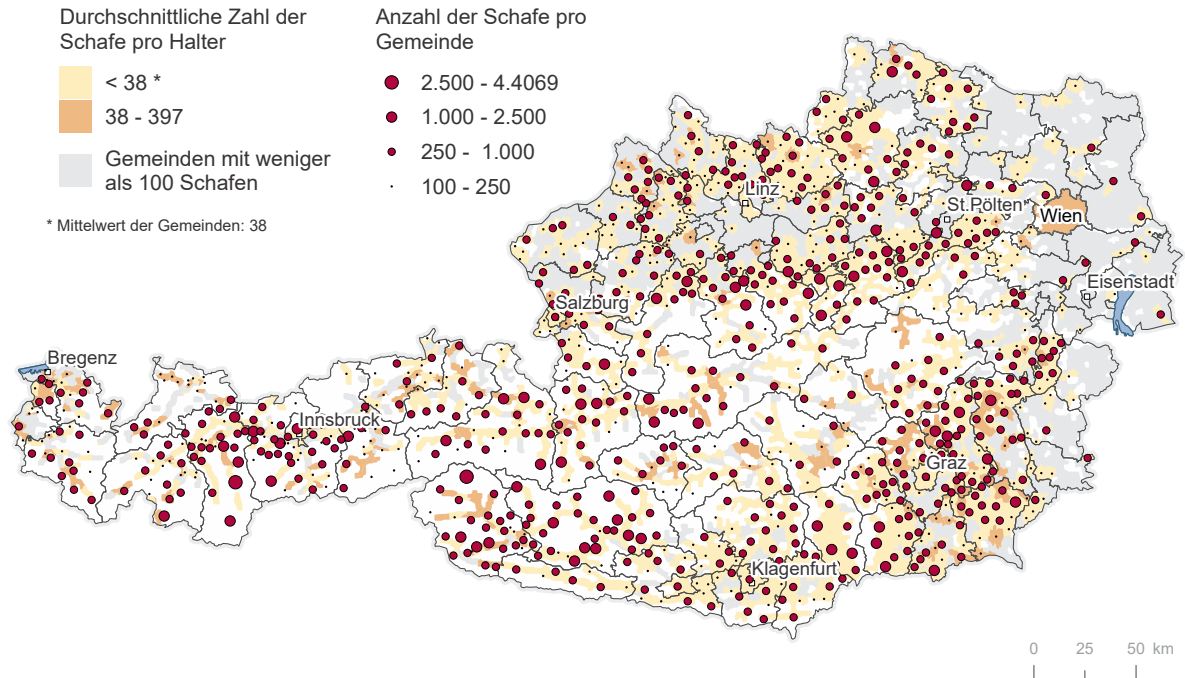 Durchschnittliche Zahl der
Schafe pro Halter
< 38 *
38 - 397
Gemeinden mit weniger
als 100 Schafen
* Mittelwert der Gemeinden: 38
Anzahl der Schafe pro
Gemeinde
2.500 - 4.4069
1.000 - 2.500
250 - 1.000
100 - 250
Linz
St.Pölten
Wien
Eisenstadt
Salzburg
Bregenz
Innsbruck
Graz
Klagenfurt
0 25 50 km